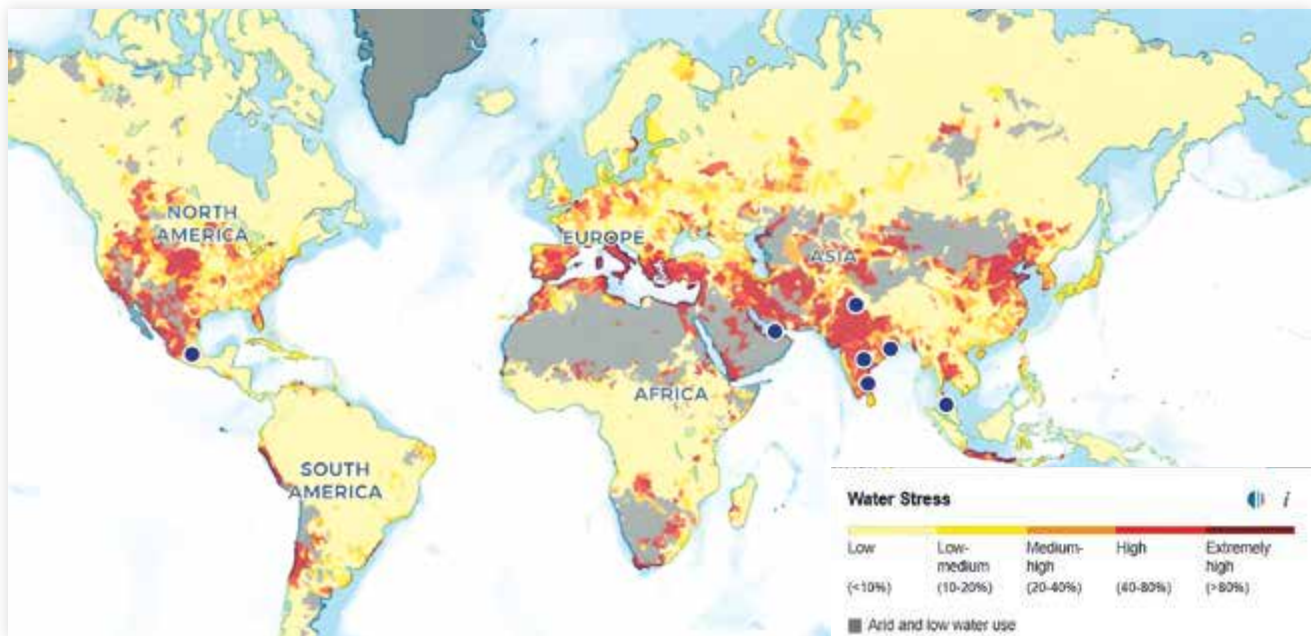 NORTH
AMERICA
EUROPE
ASIA
AFRICA
SOUTH
AMERICA
Water Stress
i
Low
Low-
medium
Medium-
high
High
Extremely
high
(<10%)
(10-20%)
(20-40%)
(40-80%)
(>80%)
Arid and low water use